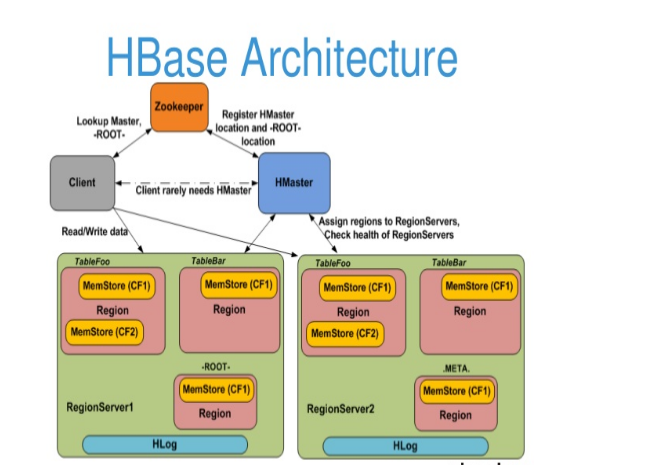 HBase Architecture
Zookeeper
Lookup Master,
-ROOT-
Register HMaster
location and -ROOT-
location
Client
Client rarely needs HMaster
HMaster
Read/Write data
Assign regions to RegionServers,
Check health of RegionServers
TableFoo
TableBar
MemStore (CF1)
MemStore (CF1)
Region
Region
MemStore (CF2)
-ROOT-
MemStore (CF1)
Region
RegionServer1
HLog
TableFoo
TableBar
MemStore (CF1)
MemStore (CF1)
Region
Region
MemStore (CF2)
.META.
MemStore (CF1)
Region
RegionServer2
HLog